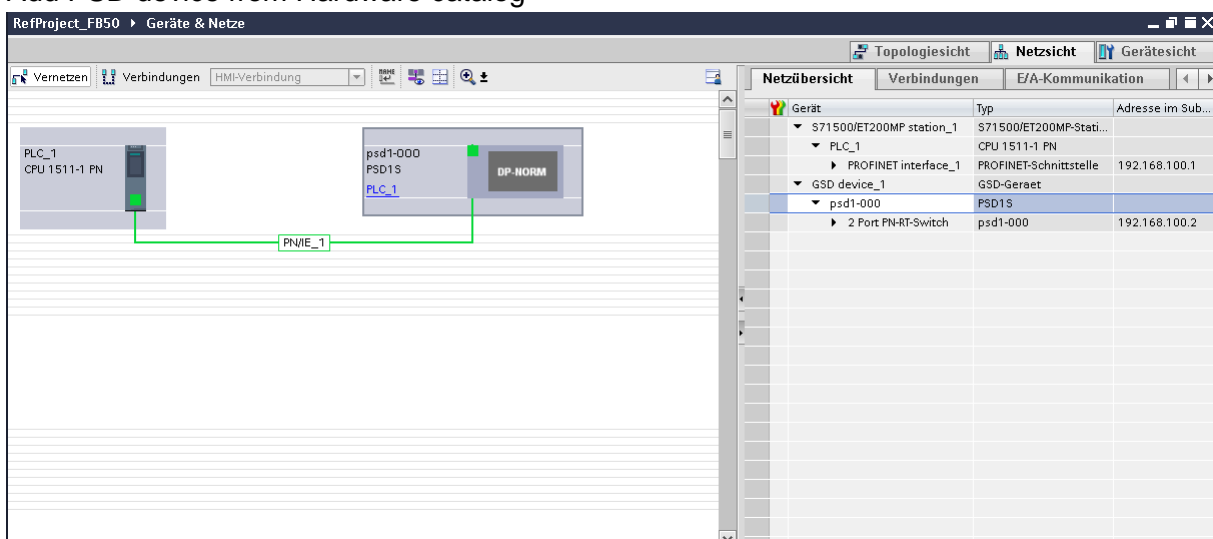 Add PSD device from Hardware catalog
RefProject_FB50 ▸ Geräte & Netze
Topologiesicht Netzsicht Gerätesicht
Vernetzen Verbindungen HMI-Verbindung
Netzübersicht Verbindungen E/A-Kommunikation
Gerät Typ Adresse im Sub...
S71500/ET200MP station_1 S71500/ET200MP-Stati...
PLC_1 CPU 1511-1 PN
PROFINET interface_1 PROFINET-Schnittstelle 192.168.100.1
GSD device_1 GSD-Geraet
psd1-000 PSD1S
2 Port PN-RT-Switch psd1-000 192.168.100.2
PLC_1
CPU 1511-1 PN
psd1-000
PSD1S
PLC_1
DP-NORM
PN/IE_1